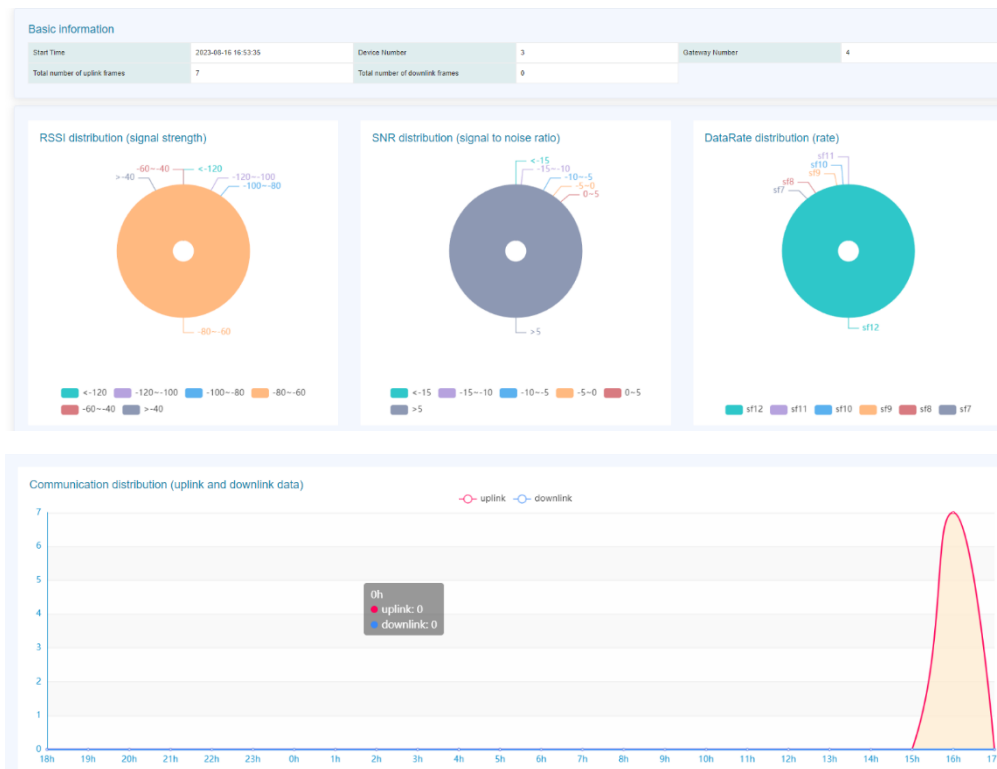 Basic information
Start Time 2023-08-16 16:53:35 Device Number 3 Gateway Number 4
Total number of uplink frames 7 Total number of downlink frames 0
RSSI distribution (signal strength)
-60~-40 <-120
>-40 -120~-100
-100~-80
-80~-60
<-120 -120~-100 -100~-80 -80~-60
-60~-40 >-40
SNR distribution (signal to noise ratio)
<-15
-15~-10
-10~-5
-5~0
0~5
>5
<-15 -15~-10 -10~-5 -5~0 0~5
>5
DataRate distribution (rate)
sf11
sf10
sf9
sf8
sf7
sf12
sf12 sf11 sf10 sf9 sf8 sf7
Communication distribution (uplink and downlink data)
uplink downlink
7
6
5
4
3
2
1
0
0h
uplink: 0
downlink: 0
18h 19h 20h 21h 22h 23h 0h 1h 2h 3h 4h 5h 6h 7h 8h 9h 10h 11h 12h 13h 14h 15h 16h 17